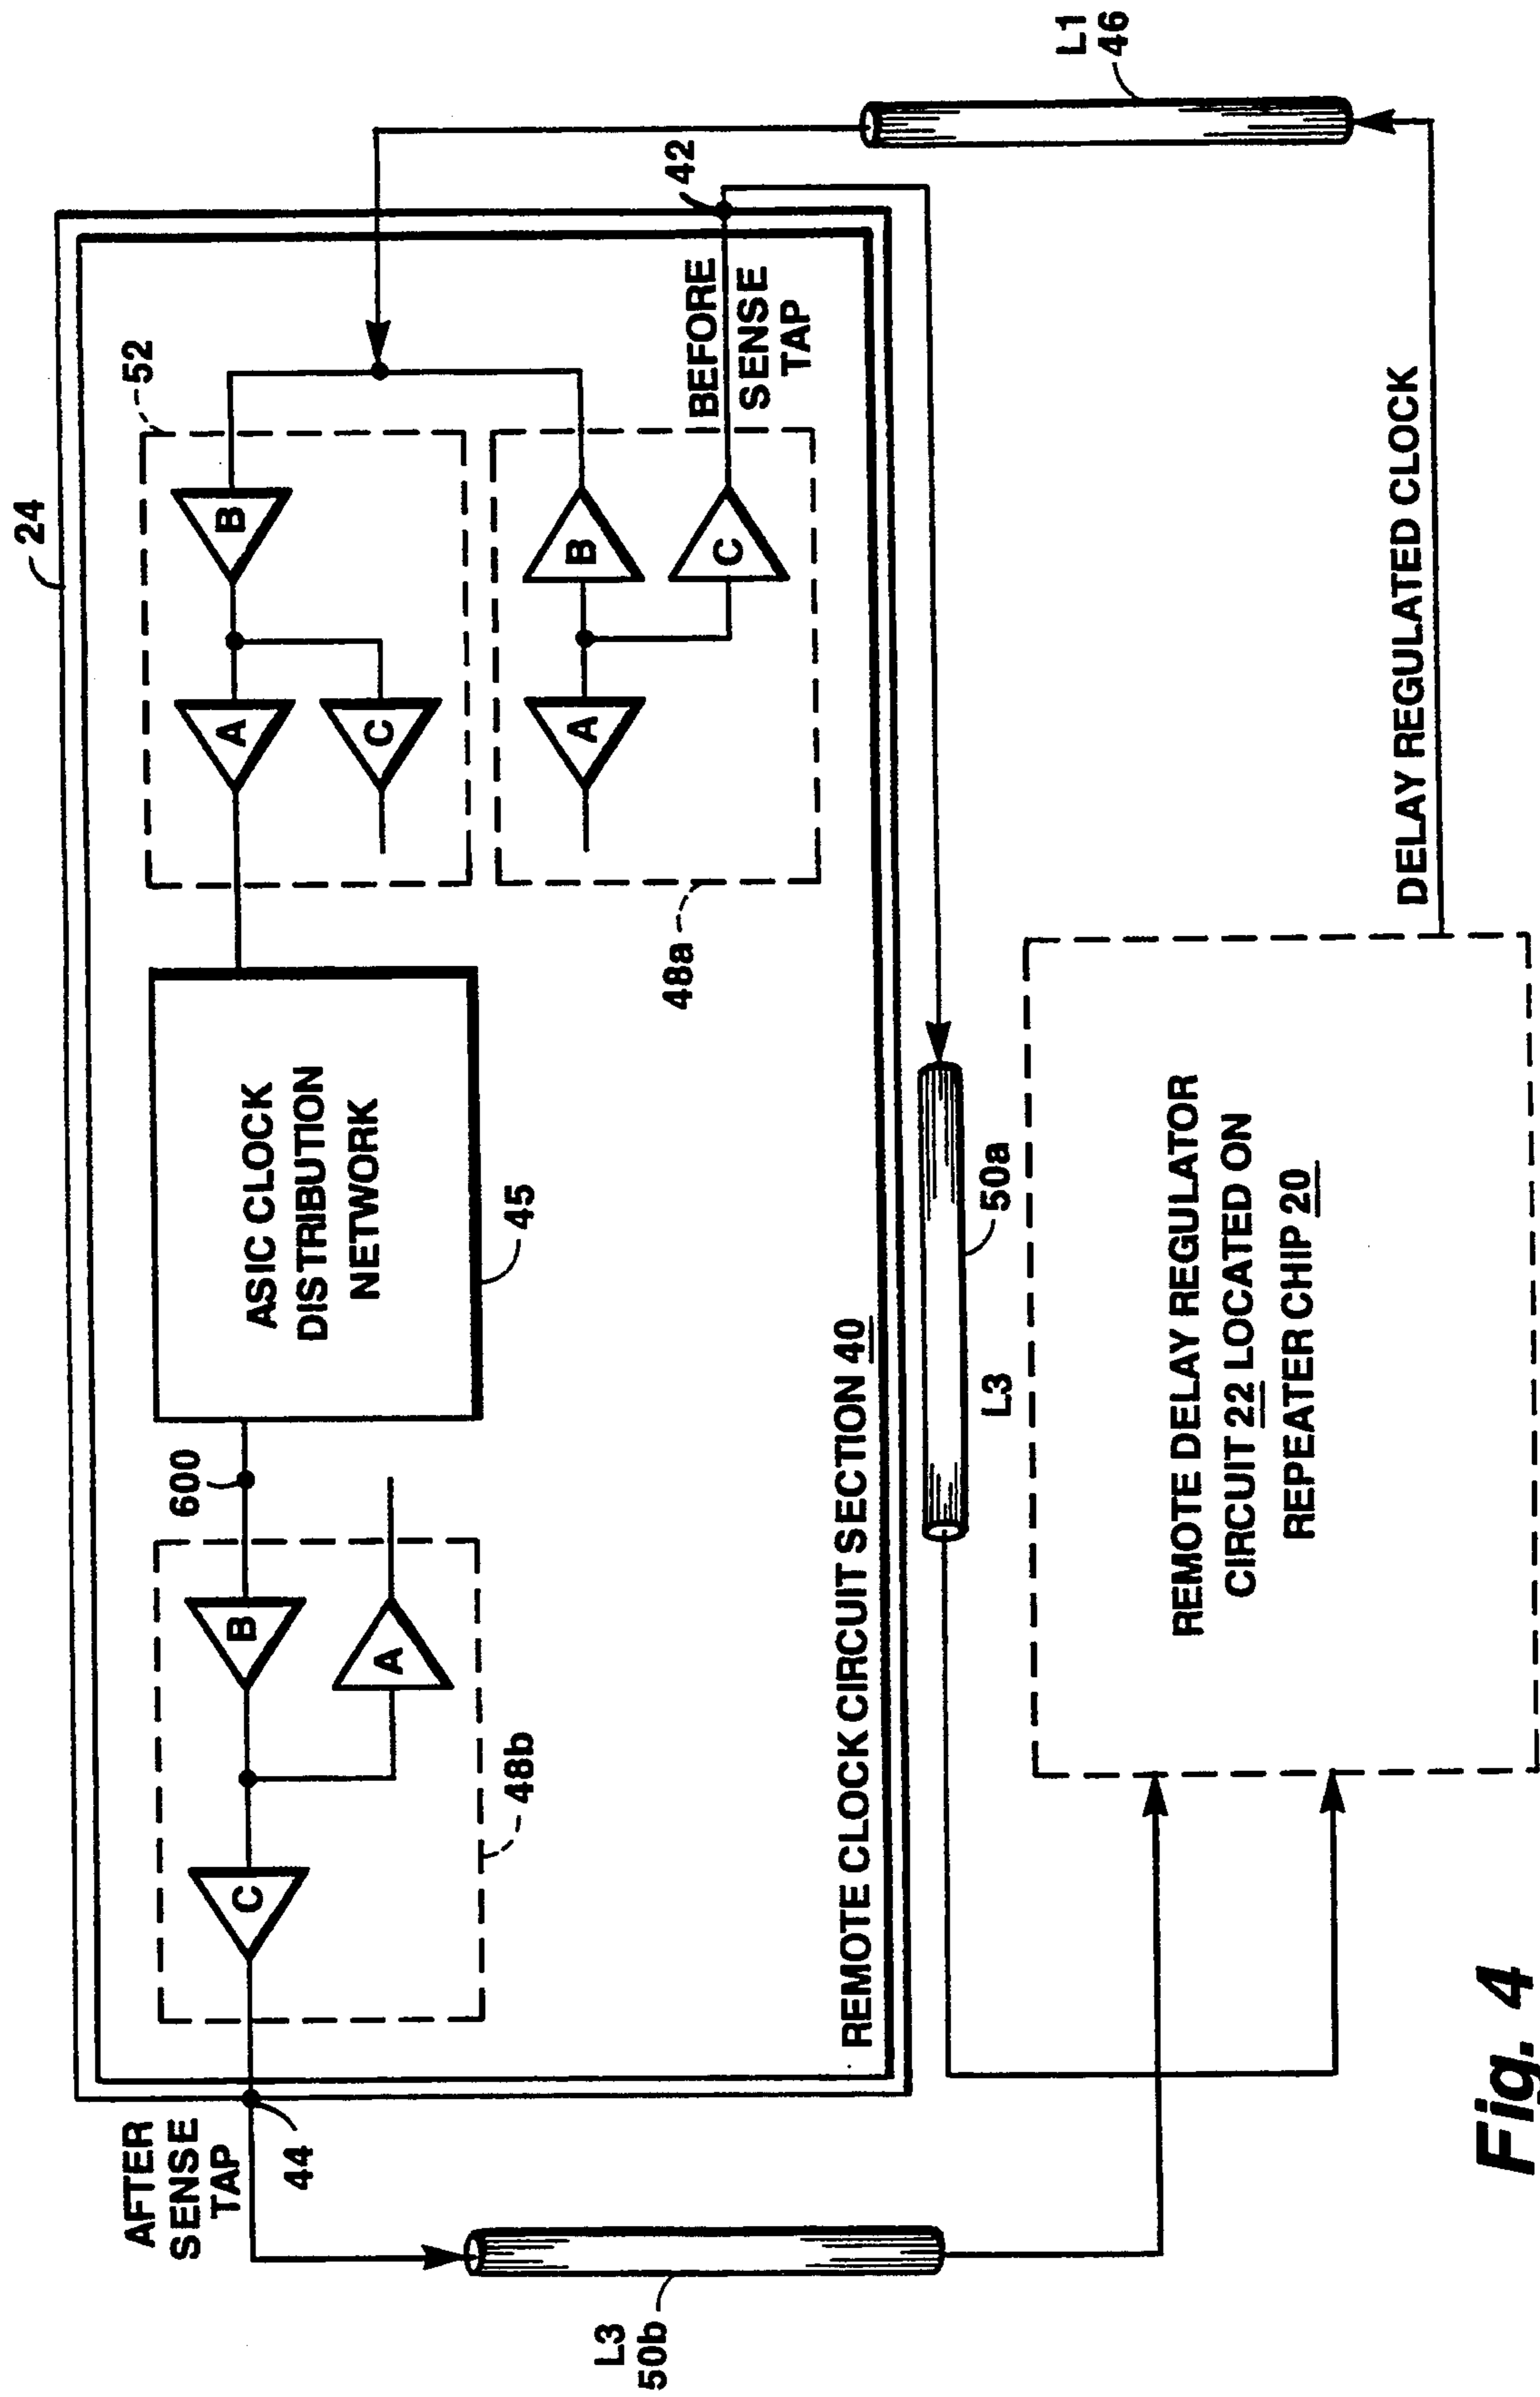 24
AFTER
SENSE
TAP
44
C
B
A
48b
600
ASIC CLOCK
DISTRIBUTION
NETWORK
45
52
A
B
C
A
B
C
48a
BEFORE
SENSE
TAP
42
REMOTE CLOCK CIRCUIT SECTION 40
L3
50b
L3
50a
L1
46
REMOTE DELAY REGULATOR
CIRCUIT 22 LOCATED ON
REPEATER CHIP 20
DELAY REGULATED CLOCK
Fig. 4